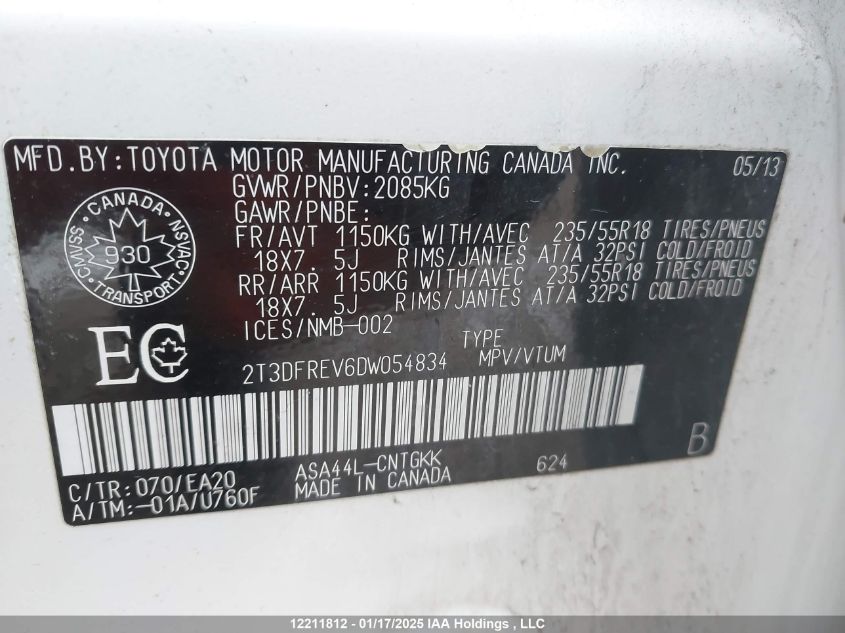 MFD.BY:TOYOTA MOTOR MANUFACTURING CANADA INC. 05/13
GVWR/PNBV:2085KG
GAWR/PNBE:
FR/AVT 1150KG WITH/AVEC 235/55R18 TIRES/PNEUS
18X7. 5J RIMS/JANTES AT/A 32PSI COLD/FROID
RR/ARR 1150KG WITH/AVEC 235/55R18 TIRES/PNEUS
18X7. 5J RIMS/JANTES AT/A 32PSI COLD/FROID
CANADA
CMVSS 930 NSVAC
TRANSPORT
ICES/NMB-002
TYPE
EC 2T3DFREV6DW054834 MPV/VTUM
B
C/TR:070/EA20 ASA44L-CNTGKK 624
A/TM:-01A/U760F MADE IN CANADA
12211812 - 01/17/2025 IAA Holdings , LLC